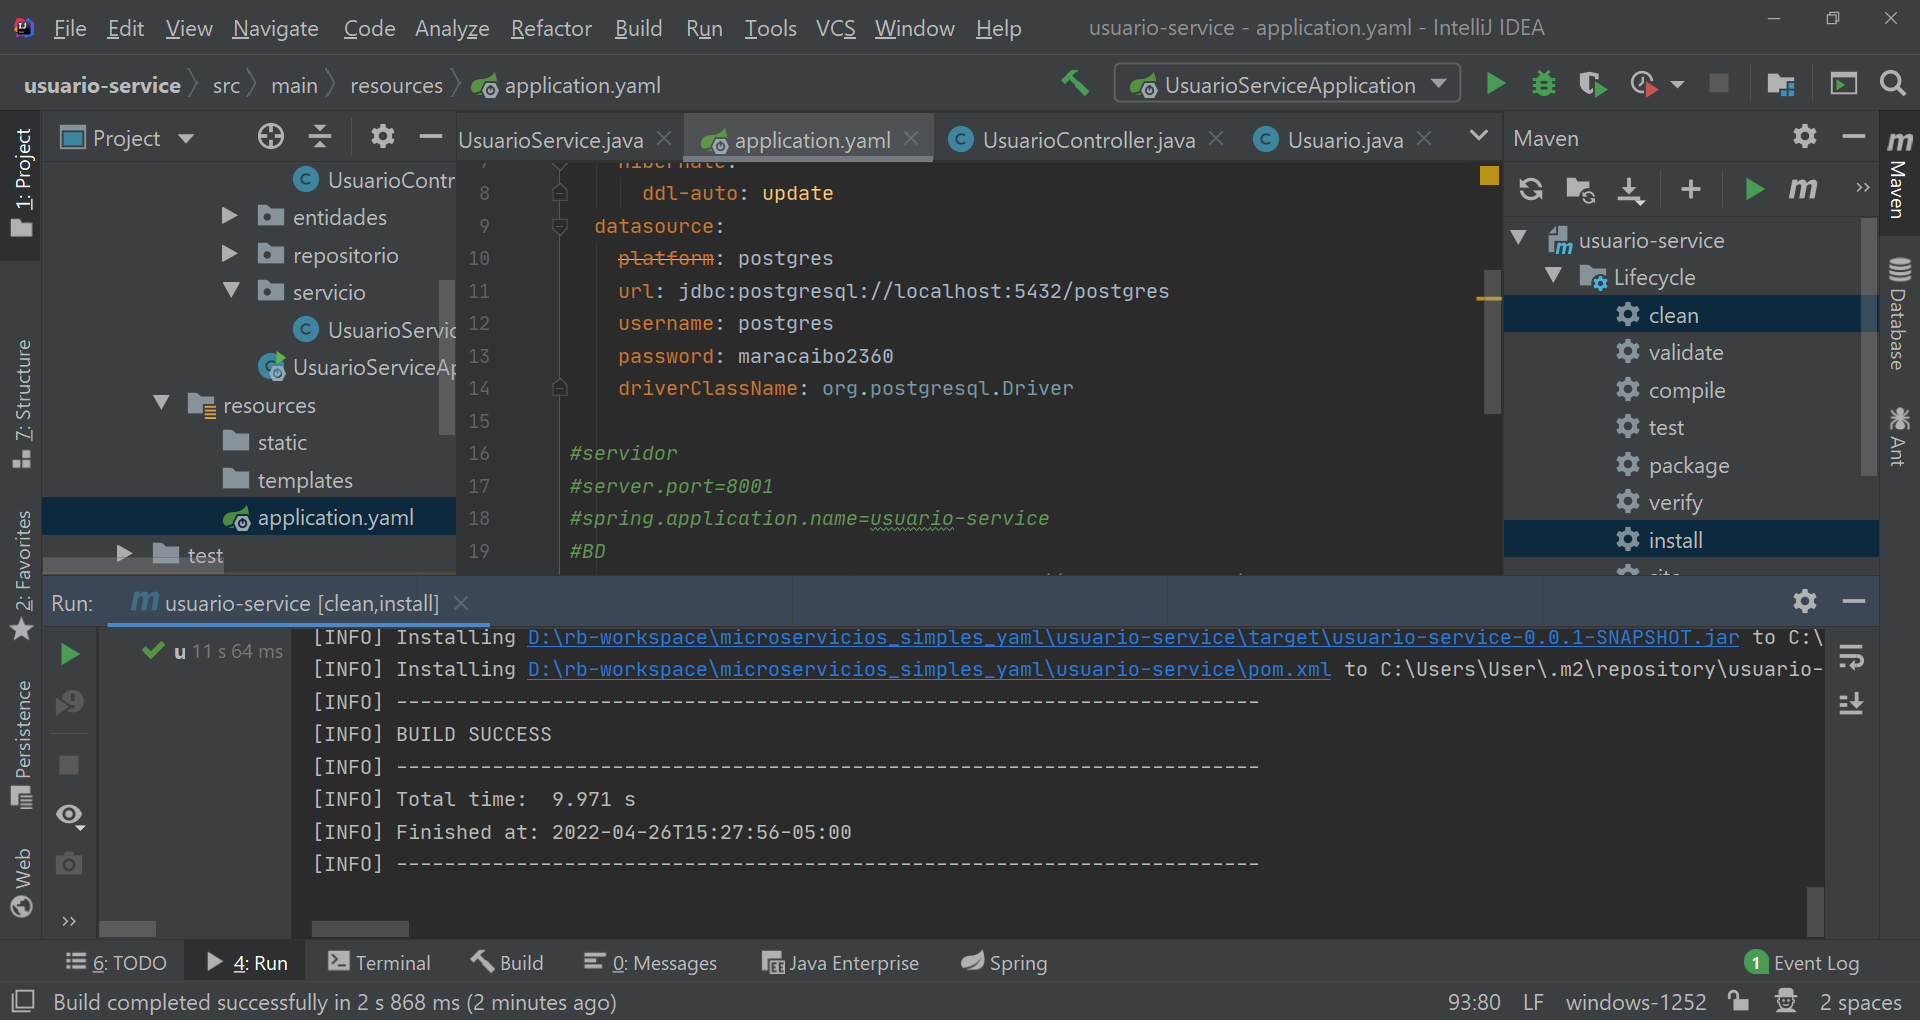 File Edit View Navigate Code Analyze Refactor Build Run Tools VCS Window Help usuario-service - application.yaml - IntelliJ IDEA
usuario-service src main resources application.yaml UsuarioServiceApplication
1: Project
7: Structure
2: Favorites
Persistence
Web
Project
UsuarioContr
entidades
repositorio
servicio
UsuarioServic
UsuarioServiceAp
resources
static
templates
application.yaml
test
UsuarioService.java application.yaml UsuarioController.java Usuario.java
7 hibernate:
8 ddl-auto: update
9 datasource:
10 platform: postgres
11 url: jdbc:postgresql://localhost:5432/postgres
12 username: postgres
13 password: maracaibo2360
14 driverClassName: org.postgresql.Driver
15
16 #servidor
17 #server.port=8001
18 #spring.application.name=usuario-service
19 #BD
Maven
usuario-service
Lifecycle
clean
validate
compile
test
package
verify
install
site
Maven
Database
Ant
Run: usuario-service [clean,install]
u 11 s 64 ms
[INFO] Installing D:\rb-workspace\microservicios_simples_yaml\usuario-service\target\usuario-service-0.0.1-SNAPSHOT.jar to C:\
[INFO] Installing D:\rb-workspace\microservicios_simples_yaml\usuario-service\pom.xml to C:\Users\User\.m2\repository\usuario-
[INFO] ------------------------------------------------------------------------
[INFO] BUILD SUCCESS
[INFO] ------------------------------------------------------------------------
[INFO] Total time:  9.971 s
[INFO] Finished at: 2022-04-26T15:27:56-05:00
[INFO] ------------------------------------------------------------------------
6: TODO 4: Run Terminal Build 0: Messages Java Enterprise Spring 1 Event Log
Build completed successfully in 2 s 868 ms (2 minutes ago) 93:80 LF windows-1252 2 spaces